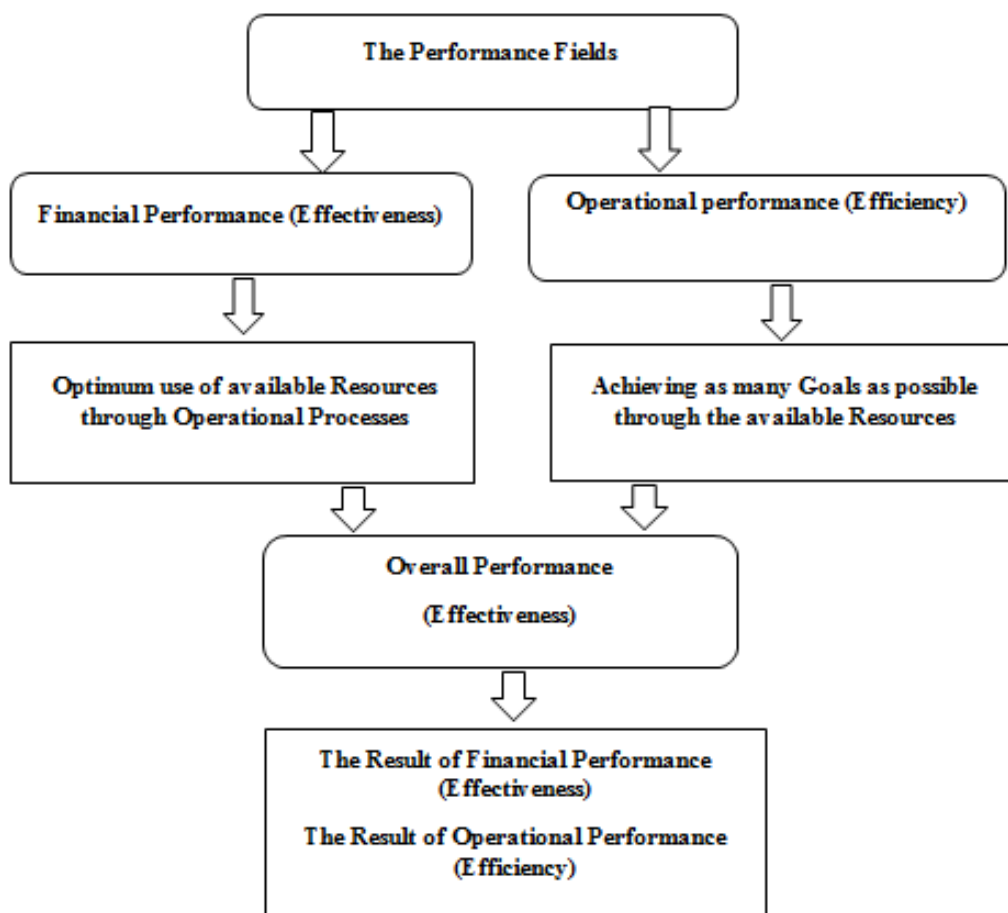 The Performance Fields
Financial Performance (Effectiveness)
Operational performance (Efficiency)
Optimum use of available Resources
through Operational Processes
Achieving as many Goals as possible
through the available Resources
Overall Performance
(Effectiveness)
The Result of Financial Performance
(Effectiveness)
The Result of Operational Performance
(Efficiency)